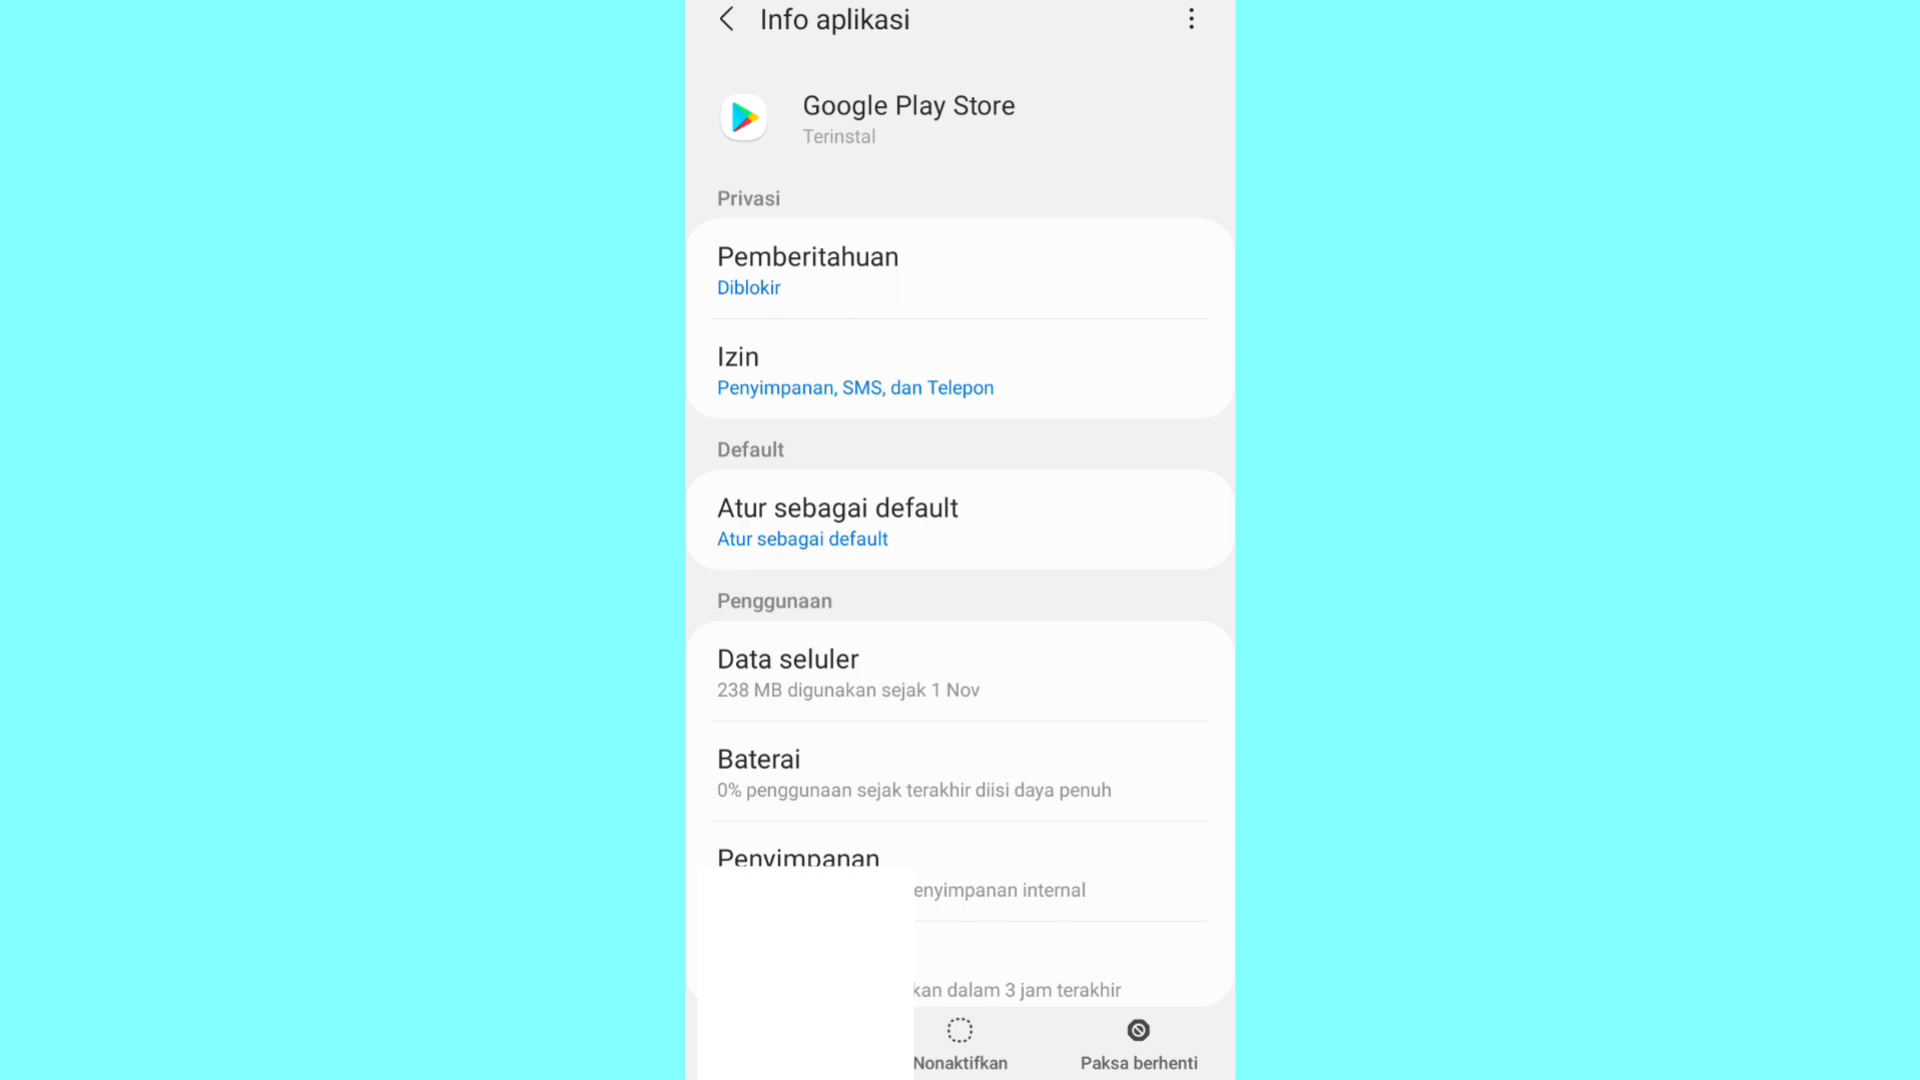 Info aplikasi
Google Play Store
Terinstal
Privasi
Pemberitahuan
Diblokir
Izin
Penyimpanan, SMS, dan Telepon
Default
Atur sebagai default
Atur sebagai default
Penggunaan
Data seluler
238 MB digunakan sejak 1 Nov
Baterai
0% penggunaan sejak terakhir diisi daya penuh
Penyimpanan
enyimpanan internal
kan dalam 3 jam terakhir
Nonaktifkan
Paksa berhenti